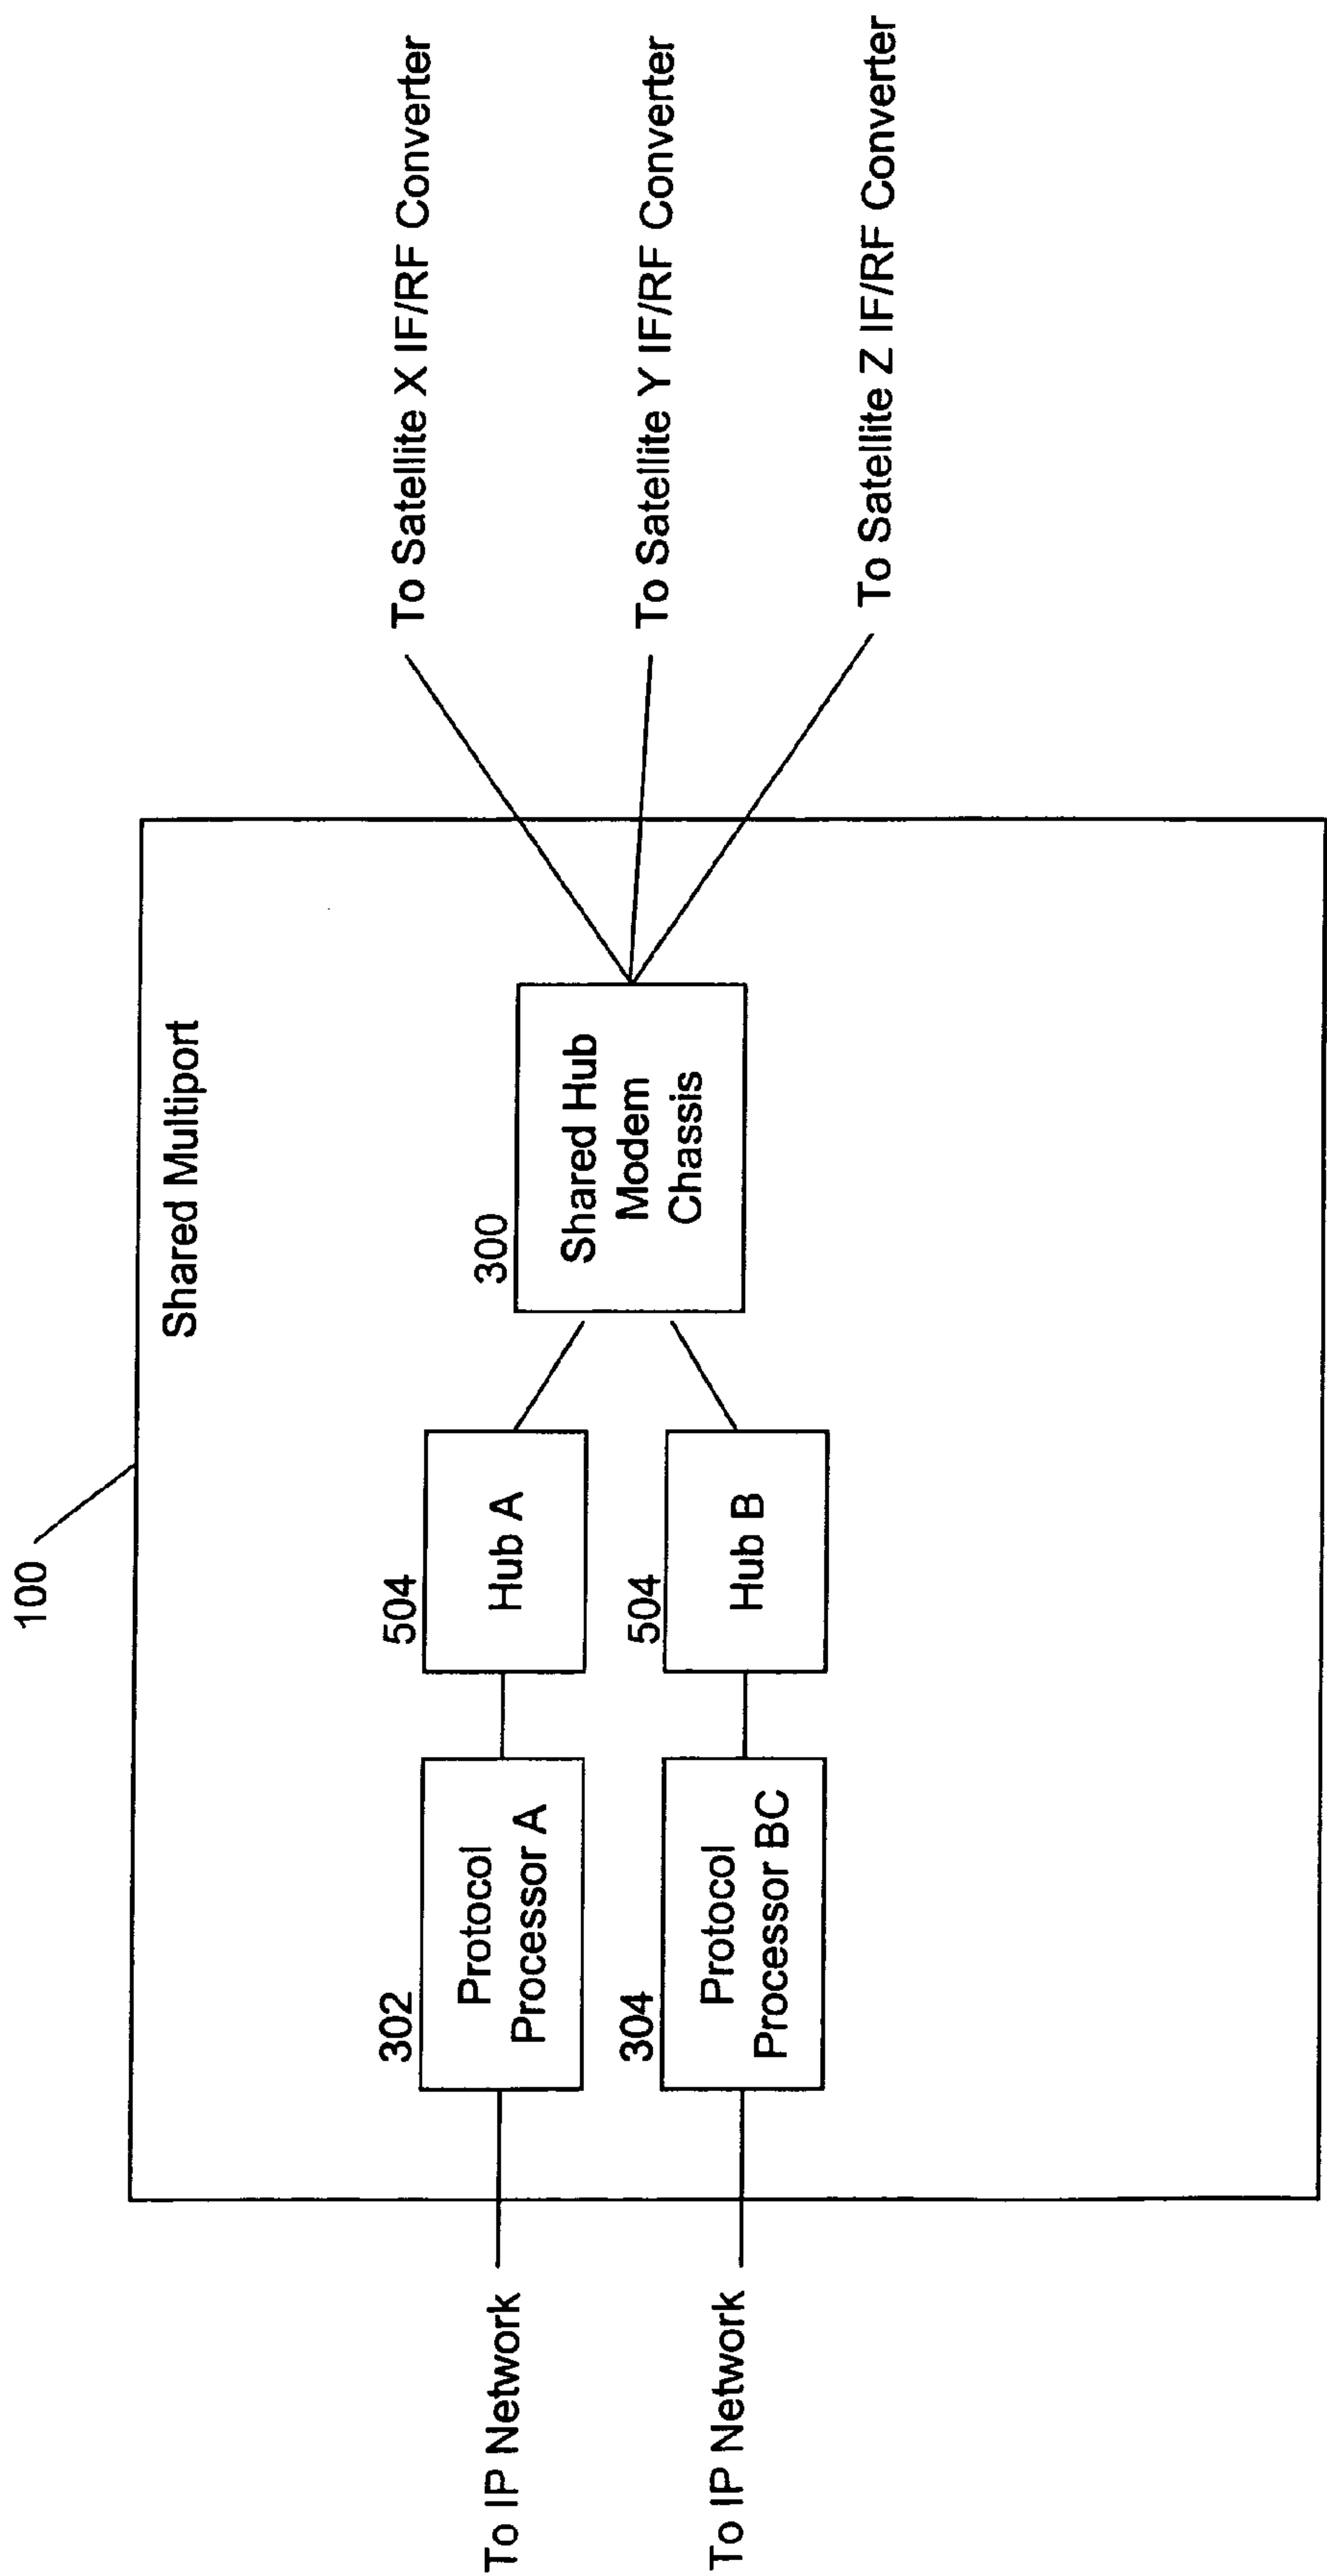 100
Shared Multiport
To IP Network
302
Protocol
Processor A
504
Hub A
To IP Network
304
Protocol
Processor BC
504
Hub B
300
Shared Hub
Modem
Chassis
To Satellite X IF/RF Converter
To Satellite Y IF/RF Converter
To Satellite Z IF/RF Converter